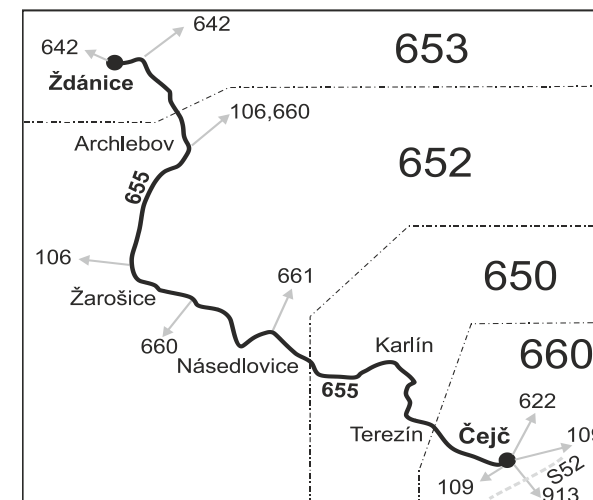 642
642
653
Ždánice
106,660
Archlebov
652
655
106
661
650
Žarošice
660
Karlín
660
Násedlovice
655
622
Terezín
Čejč
109
S52
109
913